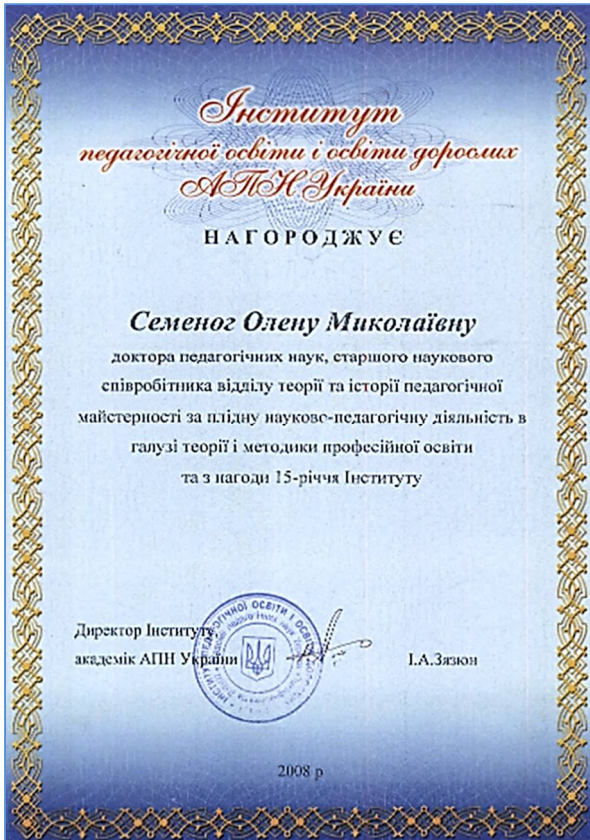 Інститут
педагогічної освіти і освіти дорослих
АПН України
НАГОРОДЖУЄ
Семеног Олену Миколаївну
доктора педагогічних наук, старшого наукового
співробітника відділу теорії та історії педагогічної
майстерності за плідну науково-педагогічну діяльність в
галузі теорії і методики професійної освіти
та з нагоди 15-річчя Інституту
Директор Інституту
академік АПН України
І.А.Зязюн
2008 р